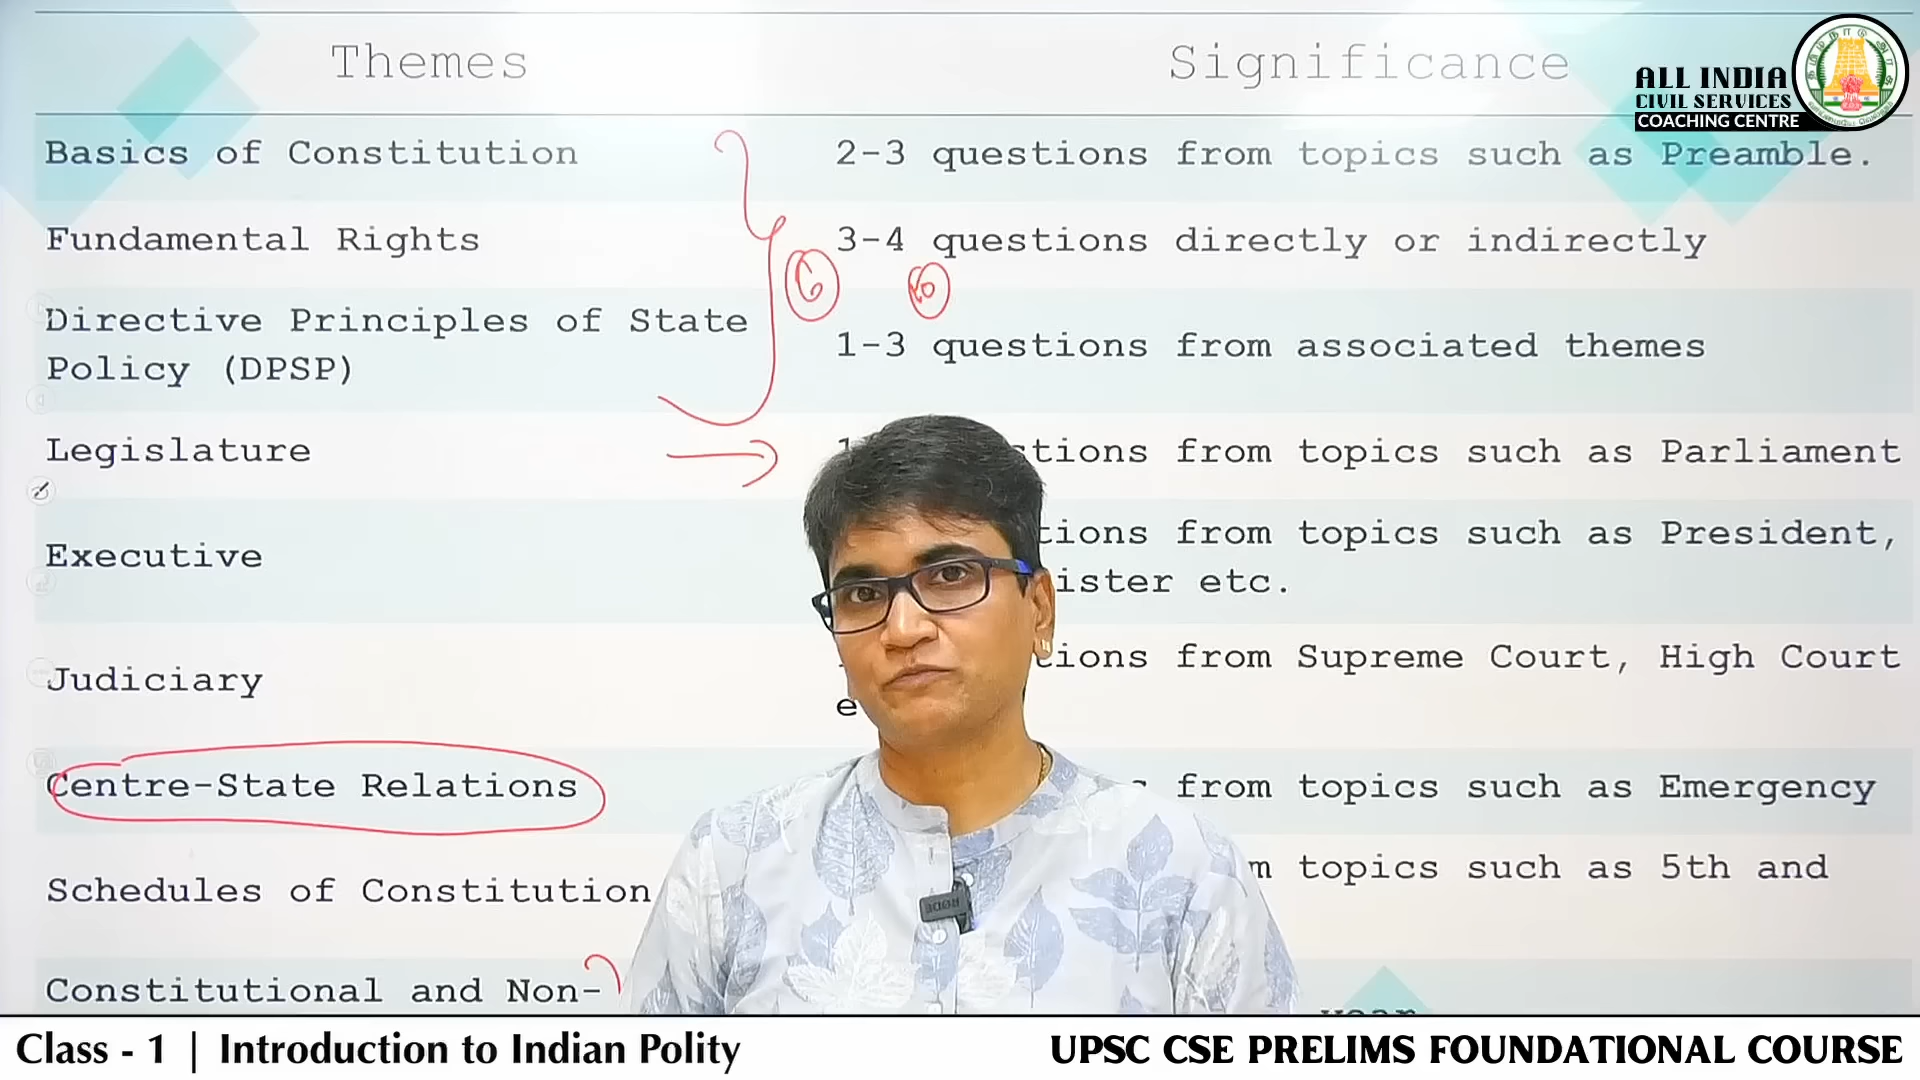 Themes
Significance
ALL INDIA
CIVIL SERVICES
COACHING CENTRE
Basics of Constitution
2-3 questions from topics such as Preamble.
Fundamental Rights
3-4 questions directly or indirectly
Directive Principles of State
Policy (DPSP)
1-3 questions from associated themes
Legislature
from topics such as Parliament
Executive
from topics such as President,
etc.
Judiciary
from Supreme Court, High Court
Centre-State Relations
from topics such as Emergency
Schedules of Constitution
topics such as 5th and
Constitutional and Non-
RODE
Class - 1 | Introduction to Indian Polity
UPSC CSE PRELIMS FOUNDATIONAL COURSE